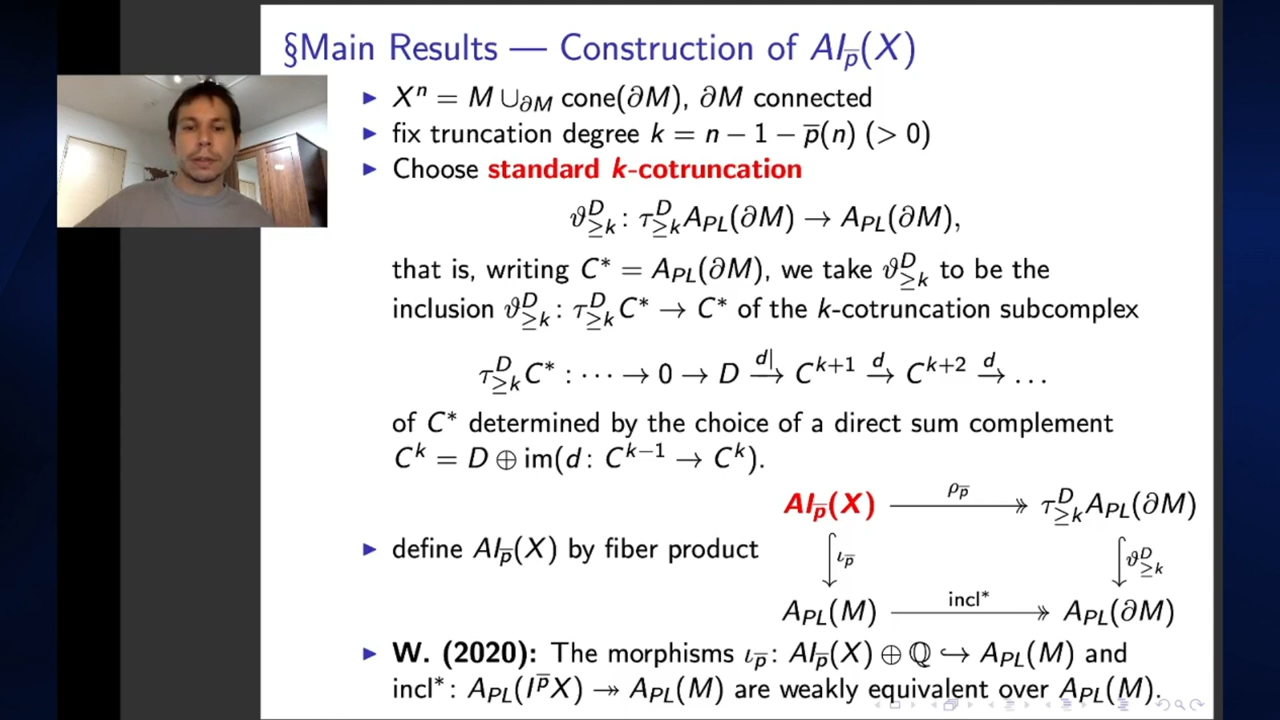 §Main Results — Construction of AI_p̅(X)
▶ Xⁿ = M ∪_∂M cone(∂M), ∂M connected
▶ fix truncation degree k = n − 1 − p̅(n) (> 0)
▶ Choose standard k-cotruncation
ϑ^D_≥k : τ^D_≥k A_PL(∂M) → A_PL(∂M),
that is, writing C* = A_PL(∂M), we take ϑ^D_≥k to be the
inclusion ϑ^D_≥k : τ^D_≥k C* → C* of the k-cotruncation subcomplex
τ^D_≥k C* : ⋯ → 0 → D –d|→ C^{k+1} –d→ C^{k+2} –d→ …
of C* determined by the choice of a direct sum complement
C^k = D ⊕ im(d : C^{k−1} → C^k).
AI_p̅(X) –ρ_p̅↠ τ^D_≥k A_PL(∂M)
▶ define AI_p̅(X) by fiber product
ι_p̅ ϑ^D_≥k
A_PL(M) –incl*↠ A_PL(∂M)
▶ W. (2020): The morphisms ι_p̅ : AI_p̅(X) ⊕ ℚ ↪ A_PL(M) and
incl* : A_PL(I^p̅ X) ↠ A_PL(M) are weakly equivalent over A_PL(M).